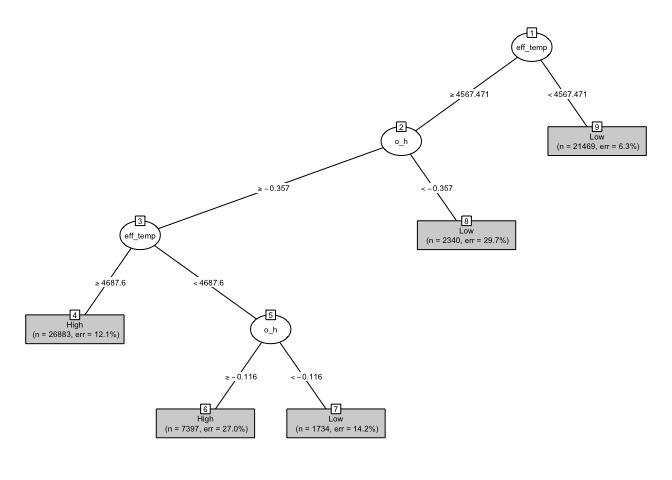 1
eff_temp
≥ 4567.471
< 4567.471
2
o_h
9
Low
(n = 21469, err = 6.3%)
≥ −0.357
< −0.357
3
eff_temp
8
Low
(n = 2340, err = 29.7%)
≥ 4687.6
< 4687.6
4
High
(n = 26883, err = 12.1%)
5
o_h
≥ −0.116
< −0.116
6
High
(n = 7397, err = 27.0%)
7
Low
(n = 1734, err = 14.2%)